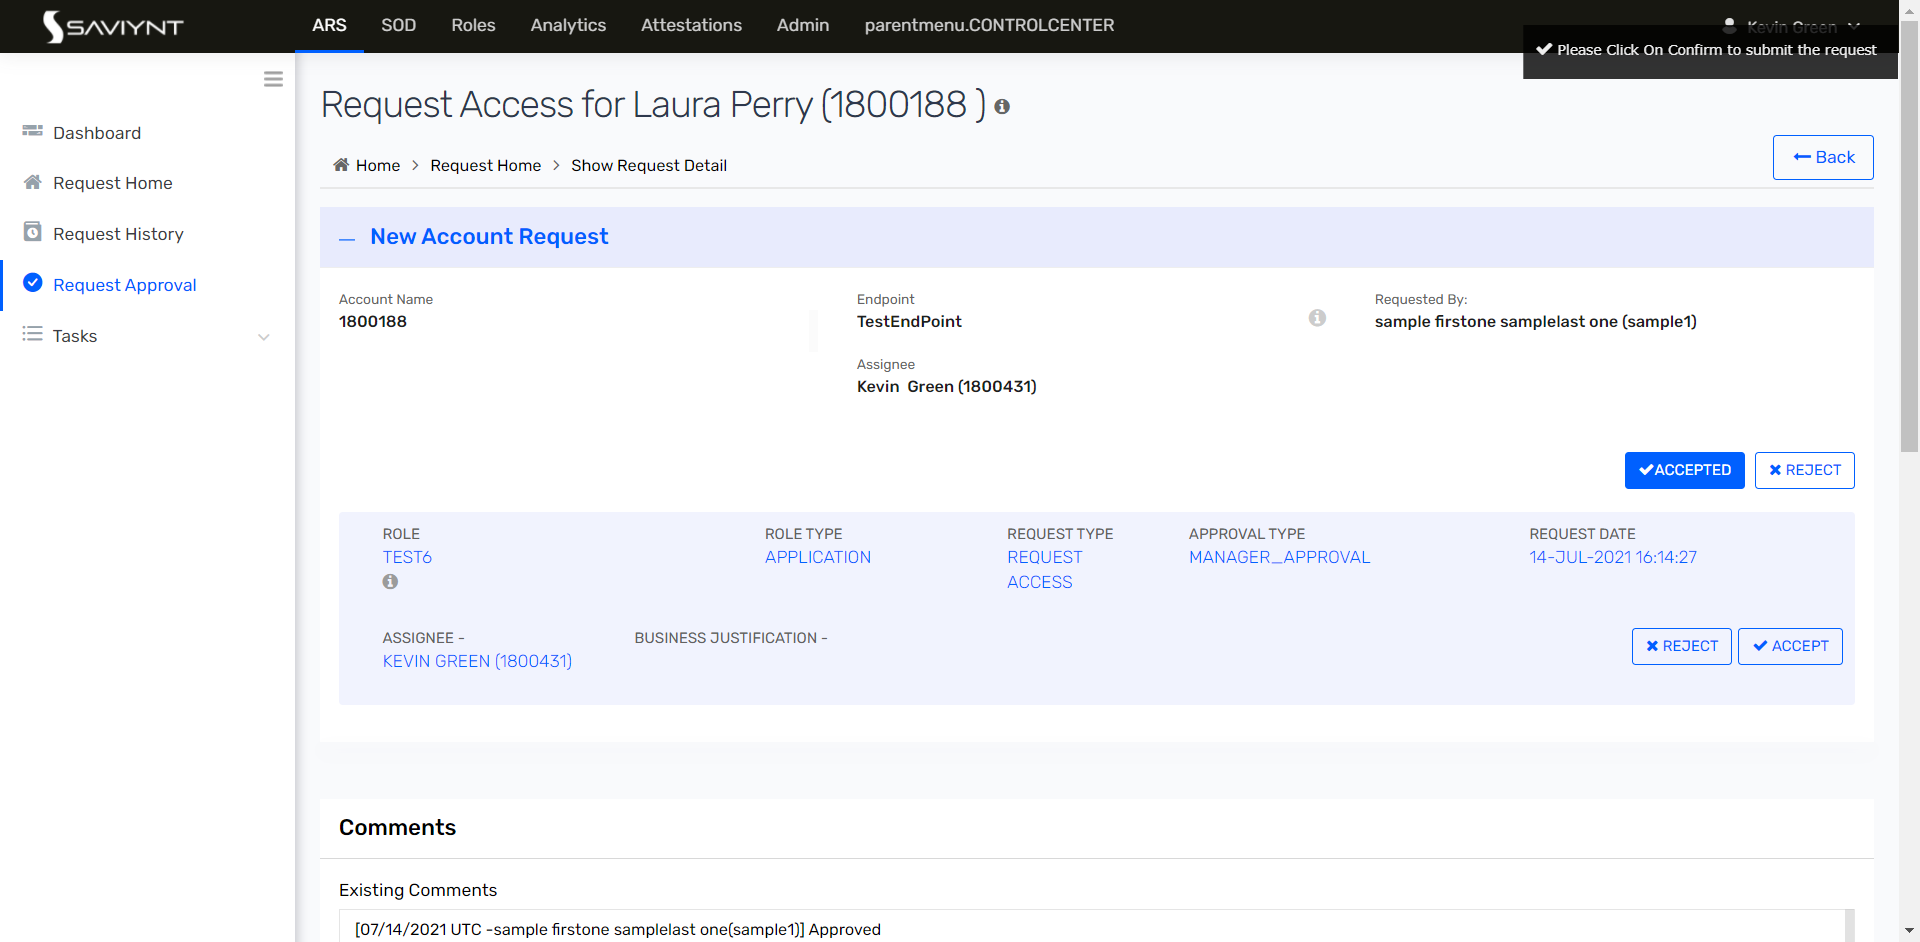 SAVIYNT
ARS SOD Roles Analytics Attestations Admin parentmenu.CONTROLCENTER
Kevin Green
Please Click On Confirm to submit the request
Dashboard
Request Home
Request History
Request Approval
Tasks
Request Access for Laura Perry (1800188 )
Home > Request Home > Show Request Detail
Back
New Account Request
Account Name
1800188
Endpoint
TestEndPoint
Requested By:
sample firstone samplelast one (sample1)
Assignee
Kevin Green (1800431)
ACCEPTED
REJECT
ROLE
TEST6
ROLE TYPE
APPLICATION
REQUEST TYPE
REQUEST
ACCESS
APPROVAL TYPE
MANAGER_APPROVAL
REQUEST DATE
14-JUL-2021 16:14:27
ASSIGNEE -
KEVIN GREEN (1800431)
BUSINESS JUSTIFICATION -
REJECT
ACCEPT
Comments
Existing Comments
[07/14/2021 UTC -sample firstone samplelast one(sample1)] Approved